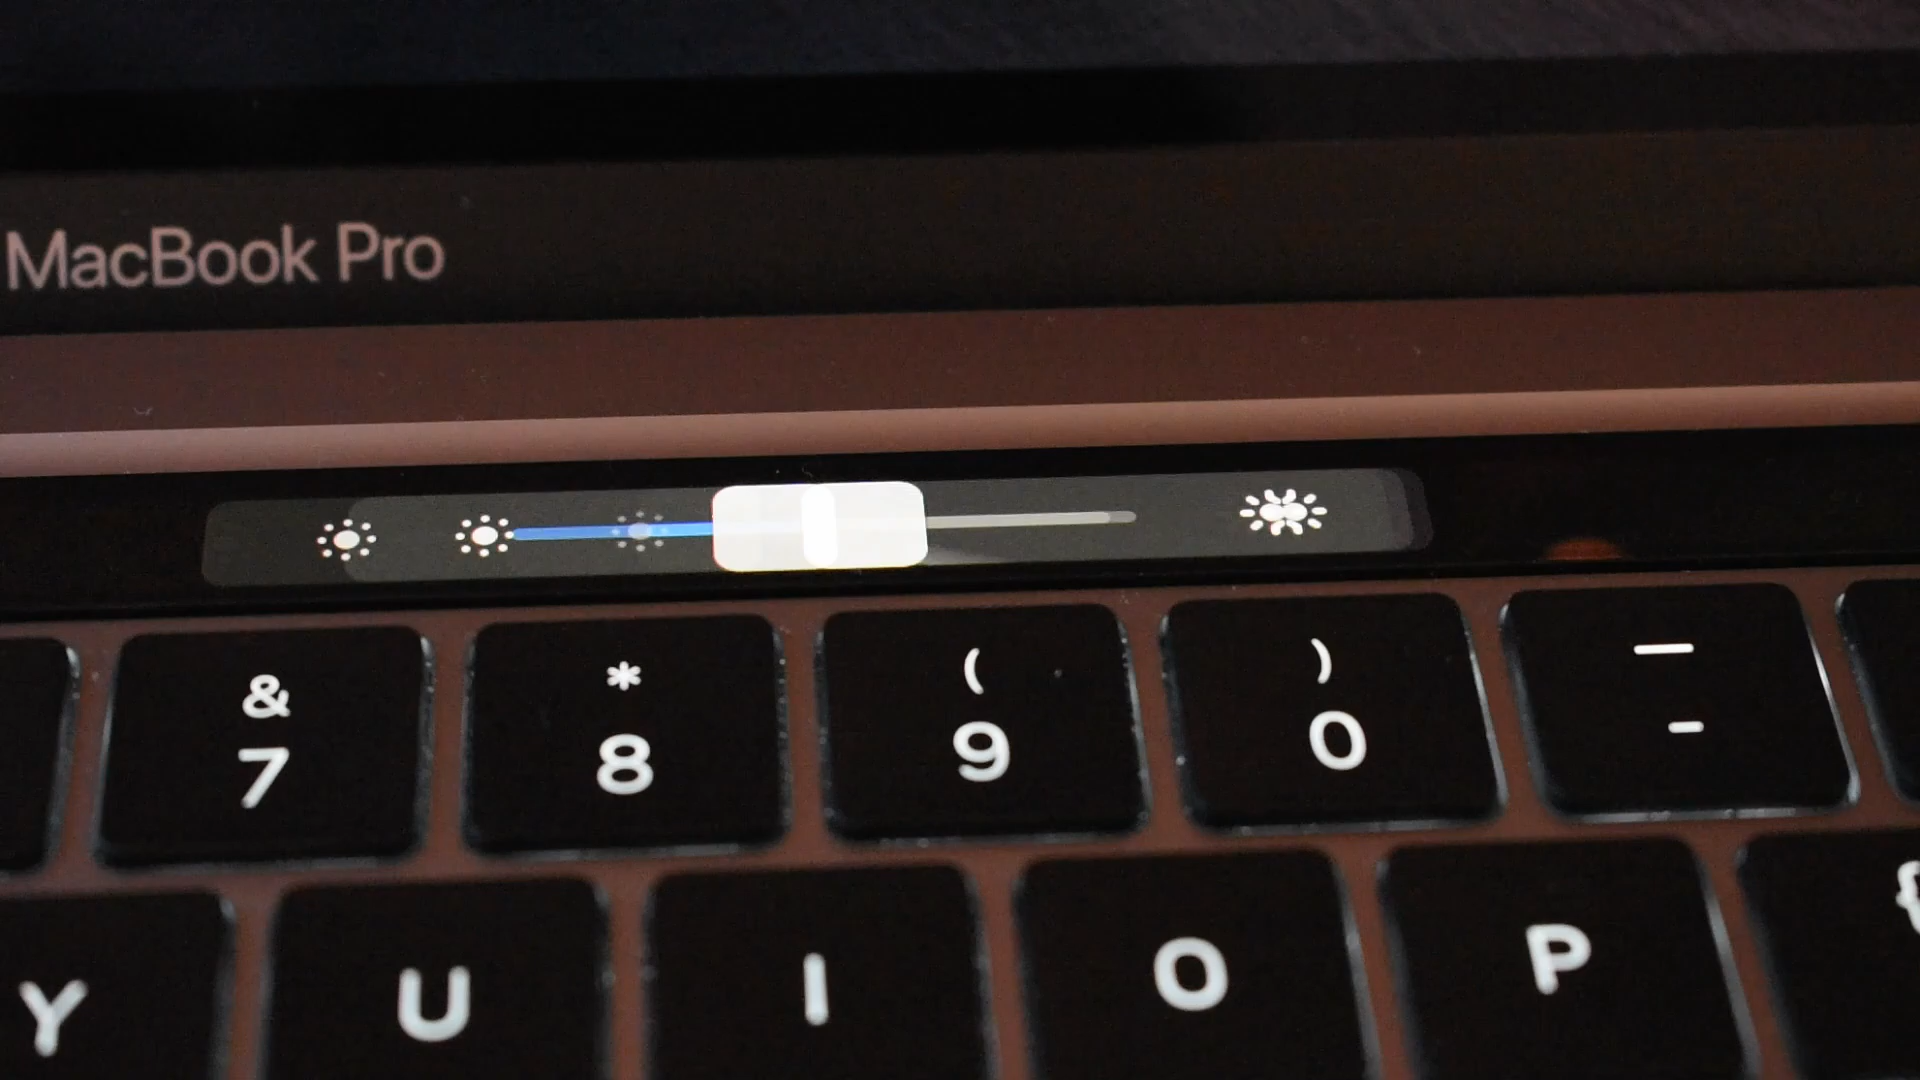 MacBook Pro
& * ( ) —
7 8 9 0 -
Y U I O P {